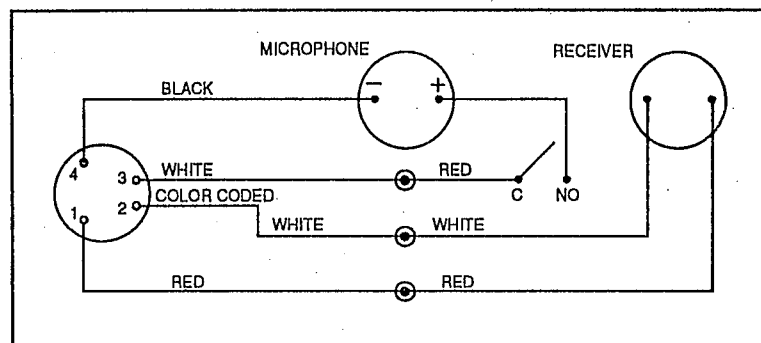 MICROPHONE
RECEIVER
BLACK
− +
4
3
WHITE
RED
C
NO
COLOR CODED
2
1
WHITE
WHITE
RED
RED